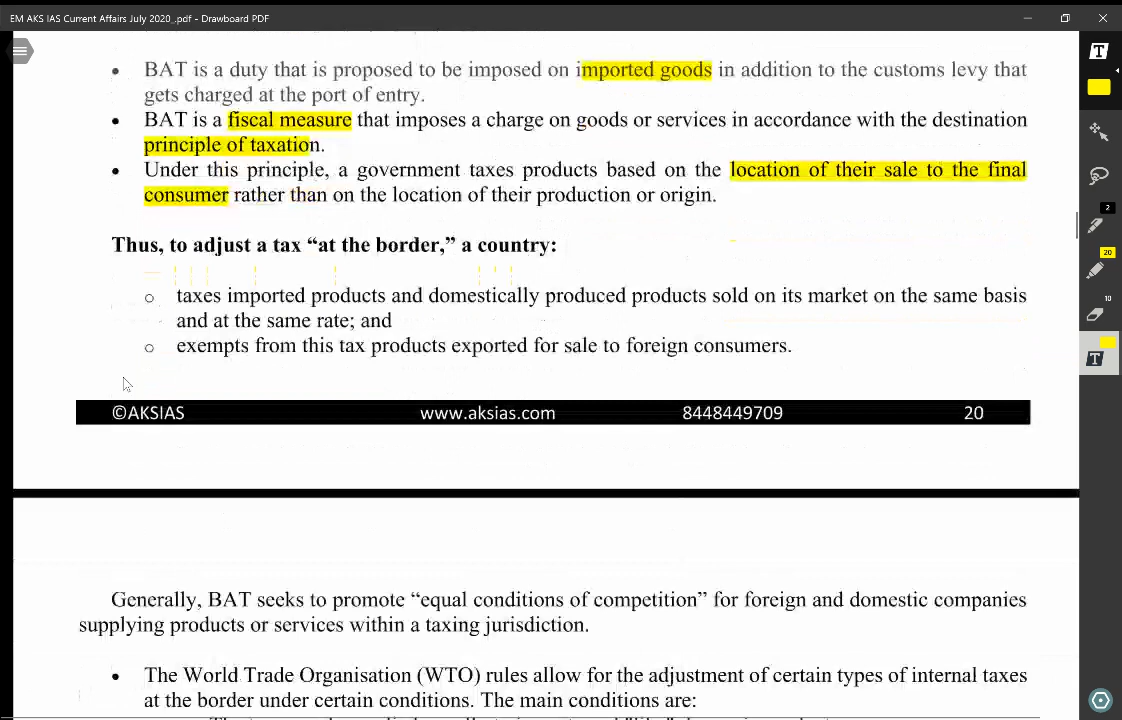 EM AKS IAS Current Affairs July 2020_.pdf - Drawboard PDF
• BAT is a duty that is proposed to be imposed on imported goods in addition to the customs levy that
gets charged at the port of entry.
• BAT is a fiscal measure that imposes a charge on goods or services in accordance with the destination
principle of taxation.
• Under this principle, a government taxes products based on the location of their sale to the final
consumer rather than on the location of their production or origin.
Thus, to adjust a tax “at the border,” a country:
○ taxes imported products and domestically produced products sold on its market on the same basis
and at the same rate; and
○ exempts from this tax products exported for sale to foreign consumers.
©AKSIAS www.aksias.com 8448449709 20
Generally, BAT seeks to promote “equal conditions of competition” for foreign and domestic companies
supplying products or services within a taxing jurisdiction.
• The World Trade Organisation (WTO) rules allow for the adjustment of certain types of internal taxes
at the border under certain conditions. The main conditions are:
T
2
20
10
T